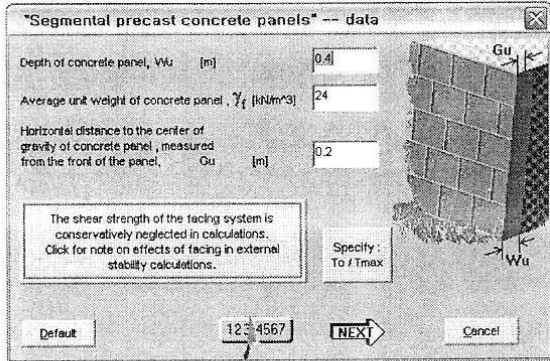 "Segmental precast concrete panels" -- data
Depth of concrete panel, Wu [m]
0.4
Average unit weight of concrete panel , γf [kN/m^3]
24
Horizontal distance to the center of
gravity of concrete panel , measured
from the front of the panel, Gu [m]
0.2
Gu
Wu
The shear strength of the facing system is
conservatively neglected in calculations.
Click for note on effects of facing in external
stability calculations.
Specify :
To / Tmax
Default
123 4567
NEXT
Cancel